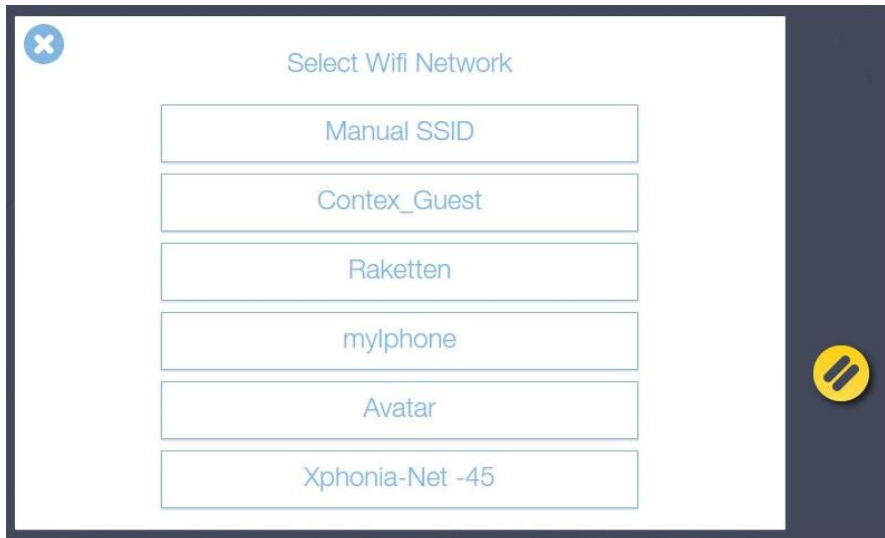 Select Wifi Network
Manual SSID
Contex_Guest
Raketten
myIphone
Avatar
Xphonia-Net -45